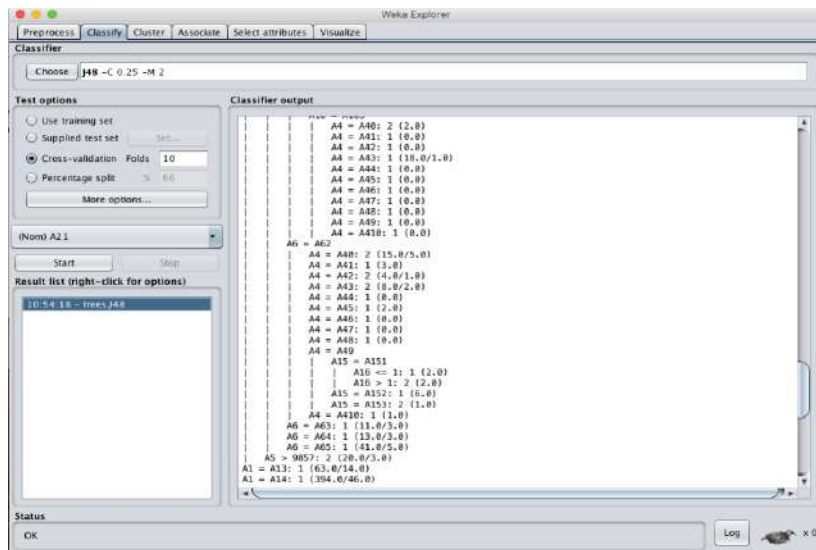 Weka Explorer
Preprocess Classify Cluster Associate Select attributes Visualize
Classifier
Choose J48 -C 0.25 -M 2
Test options
Use training set
Supplied test set Set...
Cross-validation Folds 10
Percentage split % 66
More options...
(Nom) A21
Start Stop
Result list (right-click for options)
10:54:18 - trees.J48
Classifier output
| | | | A4 = A40: 2 (2.0)
| | | | A4 = A41: 1 (0.0)
| | | | A4 = A42: 1 (0.0)
| | | | A4 = A43: 1 (18.0/1.0)
| | | | A4 = A44: 1 (0.0)
| | | | A4 = A45: 1 (0.0)
| | | | A4 = A46: 1 (0.0)
| | | | A4 = A47: 1 (0.0)
| | | | A4 = A48: 1 (0.0)
| | | | A4 = A49: 1 (0.0)
| | | | A4 = A410: 1 (0.0)
| | A6 = A62
| | | A4 = A40: 2 (15.0/5.0)
| | | A4 = A41: 1 (3.0)
| | | A4 = A42: 2 (4.0/1.0)
| | | A4 = A43: 2 (8.0/2.0)
| | | A4 = A44: 1 (0.0)
| | | A4 = A45: 1 (2.0)
| | | A4 = A46: 1 (0.0)
| | | A4 = A47: 1 (0.0)
| | | A4 = A48: 1 (0.0)
| | | A4 = A49
| | | | A15 = A151
| | | | | A16 <= 1: 1 (2.0)
| | | | | A16 > 1: 2 (2.0)
| | | | A15 = A152: 1 (6.0)
| | | | A15 = A153: 2 (1.0)
| | | A4 = A410: 1 (1.0)
| | A6 = A63: 1 (11.0/3.0)
| | A6 = A64: 1 (13.0/3.0)
| | A6 = A65: 1 (41.0/5.0)
| A5 > 9857: 2 (20.0/3.0)
A1 = A13: 1 (63.0/14.0)
A1 = A14: 1 (394.0/46.0)
Status
OK
Log x 0